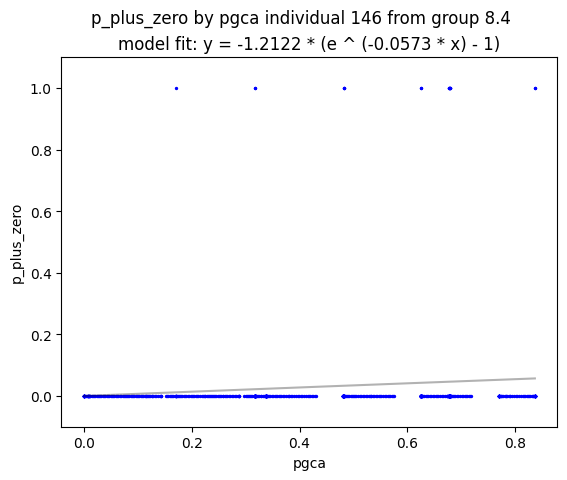 p_plus_zero by pgca individual 146 from group 8.4
model fit: y = -1.2122 * (e ^ (-0.0573 * x) - 1)
1.0
0.8
0.6
0.4
0.2
0.0
p_plus_zero
0.0 0.2 0.4 0.6 0.8
pgca